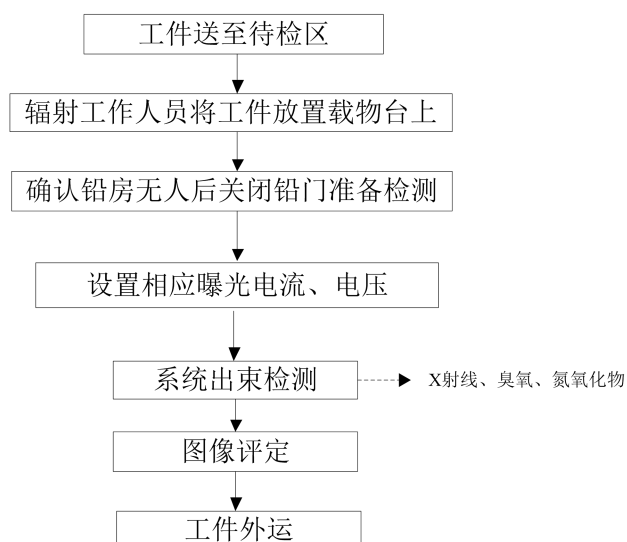 工件送至待检区
辐射工作人员将工件放置载物台上
确认铅房无人后关闭铅门准备检测
设置相应曝光电流、电压
系统出束检测
X射线、臭氧、氮氧化物
图像评定
工件外运